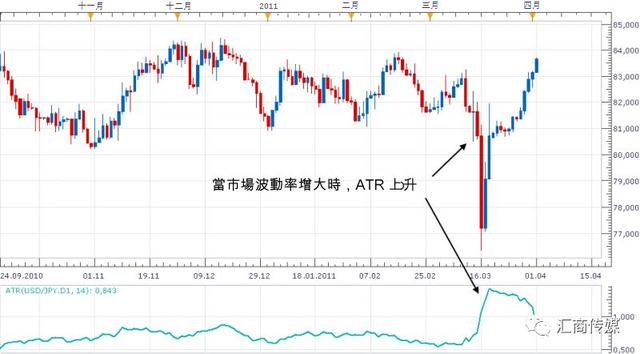 十一月 十二月 2011 二月 三月 四月
85,000
84,000
83,000
82,000
81,000
80,000
79,000
78,000
77,000
當市場波動率增大時，ATR 上升
24.09.2010 01.11 19.11 09.12 29.12 18.01.2011 07.02 25.02 16.03 01.04 15.04
ATR(USD/JPY.D1, 14): 0,843
1,000
汇商传媒
0,500